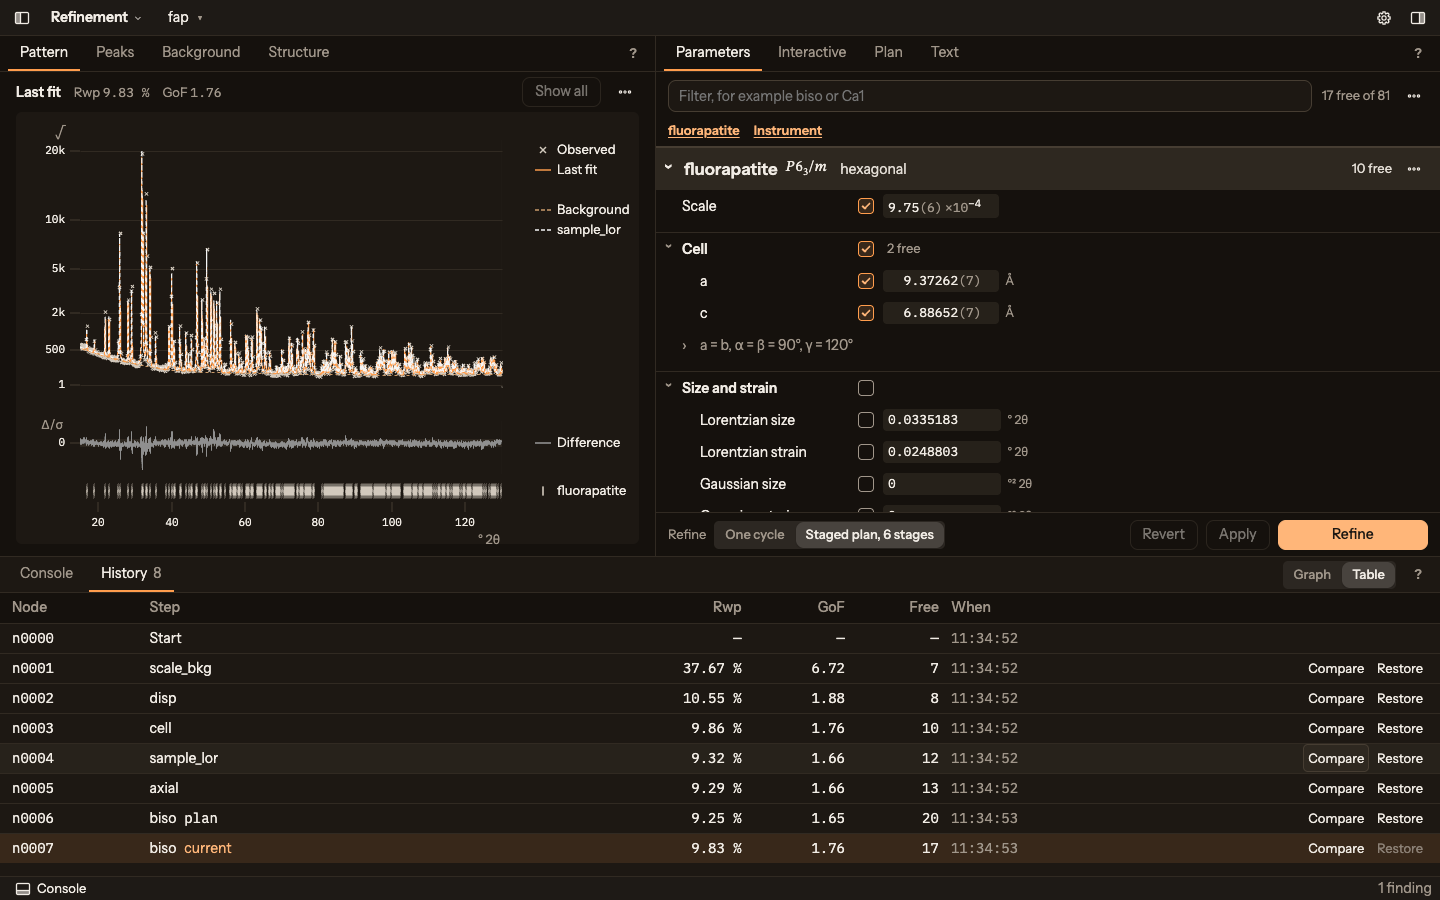 Refinement fap
Pattern Peaks Background Structure ?
Last fit Rwp 9.83 % GoF 1.76 Show all
√
20k
10k
5k
2k
500
1
Δ/σ
0
20 40 60 80 100 120
°2θ
Observed
Last fit
Background
sample_lor
Difference
fluorapatite
Parameters Interactive Plan Text ?
Filter, for example biso or Ca1 17 free of 81
fluorapatite Instrument
fluorapatite P6₃/m hexagonal 10 free
Scale 9.75(6) ×10⁻⁴
Cell 2 free
a 9.37262(7) Å
c 6.88652(7) Å
a = b, α = β = 90°, γ = 120°
Size and strain
Lorentzian size 0.0335183 °2θ
Lorentzian strain 0.0248803 °2θ
Gaussian size 0 °²2θ
Refine One cycle Staged plan, 6 stages Revert Apply Refine
Console History 8 Graph Table ?
Node Step Rwp GoF Free When
n0000 Start — — — 11:34:52
n0001 scale_bkg 37.67 % 6.72 7 11:34:52 Compare Restore
n0002 disp 10.55 % 1.88 8 11:34:52 Compare Restore
n0003 cell 9.86 % 1.76 10 11:34:52 Compare Restore
n0004 sample_lor 9.32 % 1.66 12 11:34:52 Compare Restore
n0005 axial 9.29 % 1.66 13 11:34:52 Compare Restore
n0006 biso plan 9.25 % 1.65 20 11:34:53 Compare Restore
n0007 biso current 9.83 % 1.76 17 11:34:53 Compare Restore
Console 1 finding